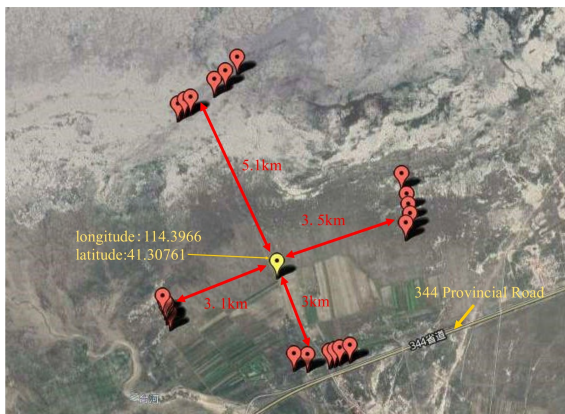 5.1km
3. 5km
longitude: 114.3966
latitude:41.30761
344 Provincial Road
3. 1km
3km
344省道